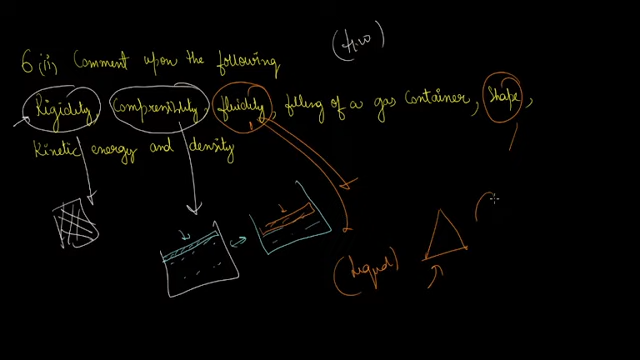 (H.W)
6(ii) Comment upon the following
Rigidity, Compressibility, fluidity, filling of a gas Container, Shape,
Kinetic energy and density
(Liquid)